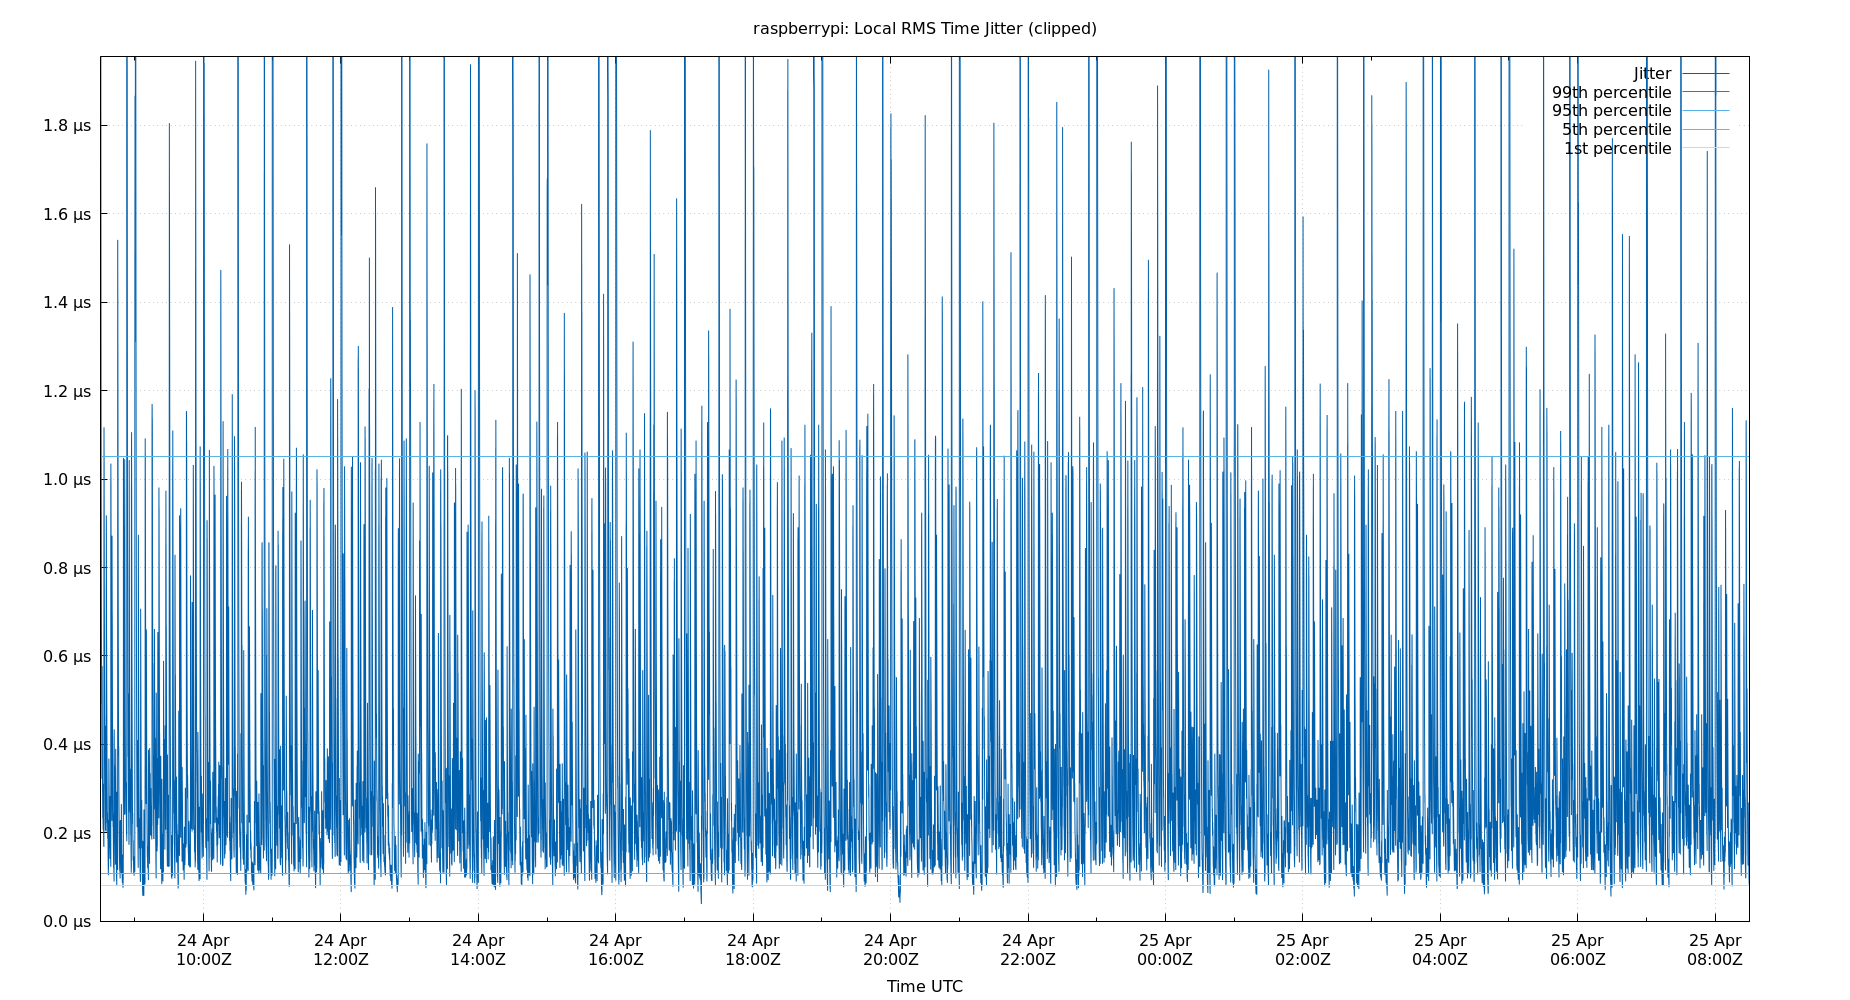 raspberrypi: Local RMS Time Jitter (clipped)
Jitter
99th percentile
95th percentile
5th percentile
1st percentile
1.8 µs
1.6 µs
1.4 µs
1.2 µs
1.0 µs
0.8 µs
0.6 µs
0.4 µs
0.2 µs
0.0 µs
24 Apr 24 Apr 24 Apr 24 Apr 24 Apr 24 Apr 24 Apr 25 Apr 25 Apr 25 Apr 25 Apr 25 Apr
10:00Z 12:00Z 14:00Z 16:00Z 18:00Z 20:00Z 22:00Z 00:00Z 02:00Z 04:00Z 06:00Z 08:00Z
Time UTC